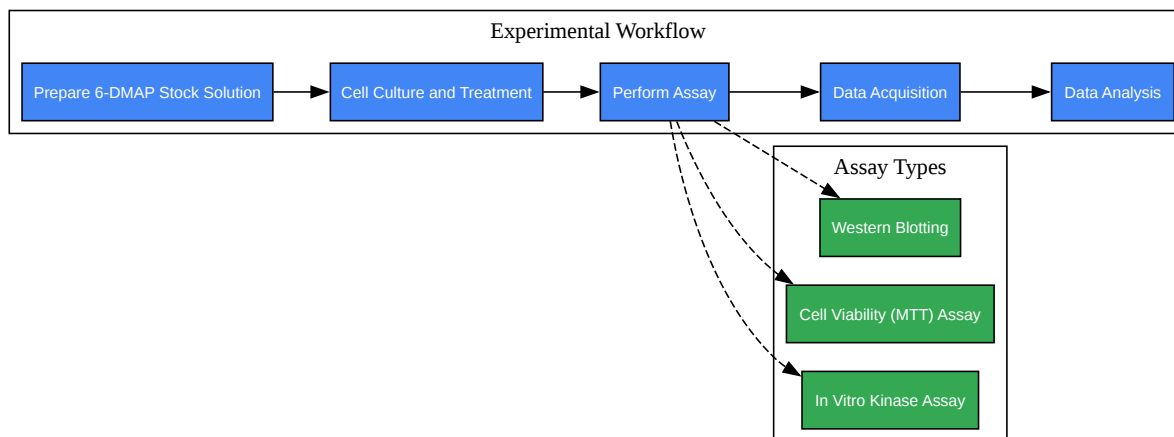 Experimental Workflow
Prepare 6-DMAP Stock Solution
Cell Culture and Treatment
Perform Assay
Data Acquisition
Data Analysis
Assay Types
Western Blotting
Cell Viability (MTT) Assay
In Vitro Kinase Assay